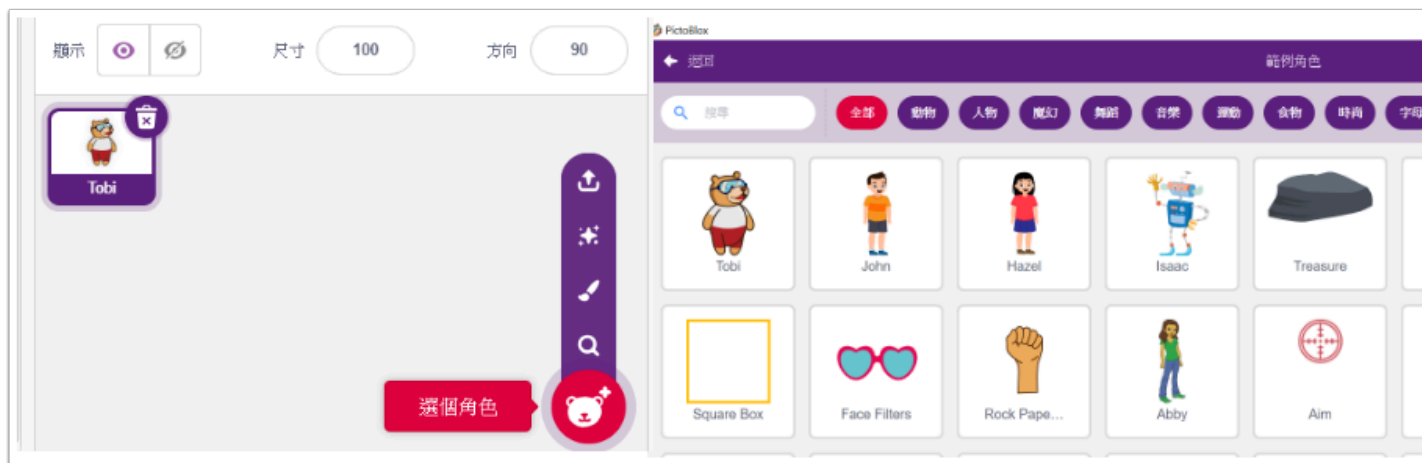 顯示
尺寸 100
方向 90
Tobi
選個角色
PictoBlox
返回
範例角色
搜尋
全部 動物 人物 魔幻 舞蹈 音樂 運動 食物 時尚 字母
Tobi John Hazel Isaac Treasure
Square Box Face Filters Rock Pape... Abby Aim